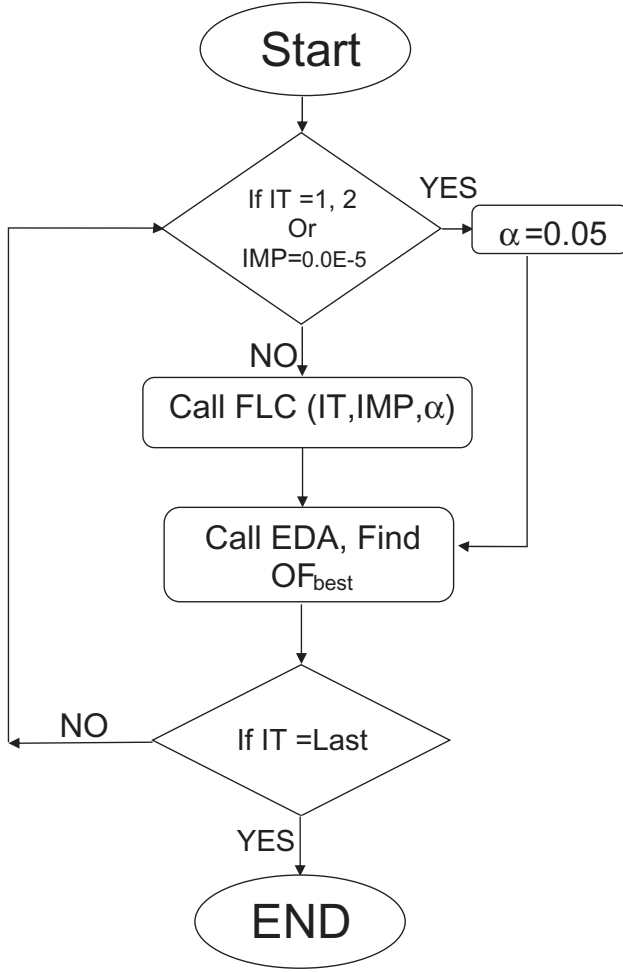 Start
If IT =1, 2
Or
IMP=0.0E-5
YES
α=0.05
NO
Call FLC (IT,IMP,α)
Call EDA, Find
OFbest
If IT =Last
NO
YES
END